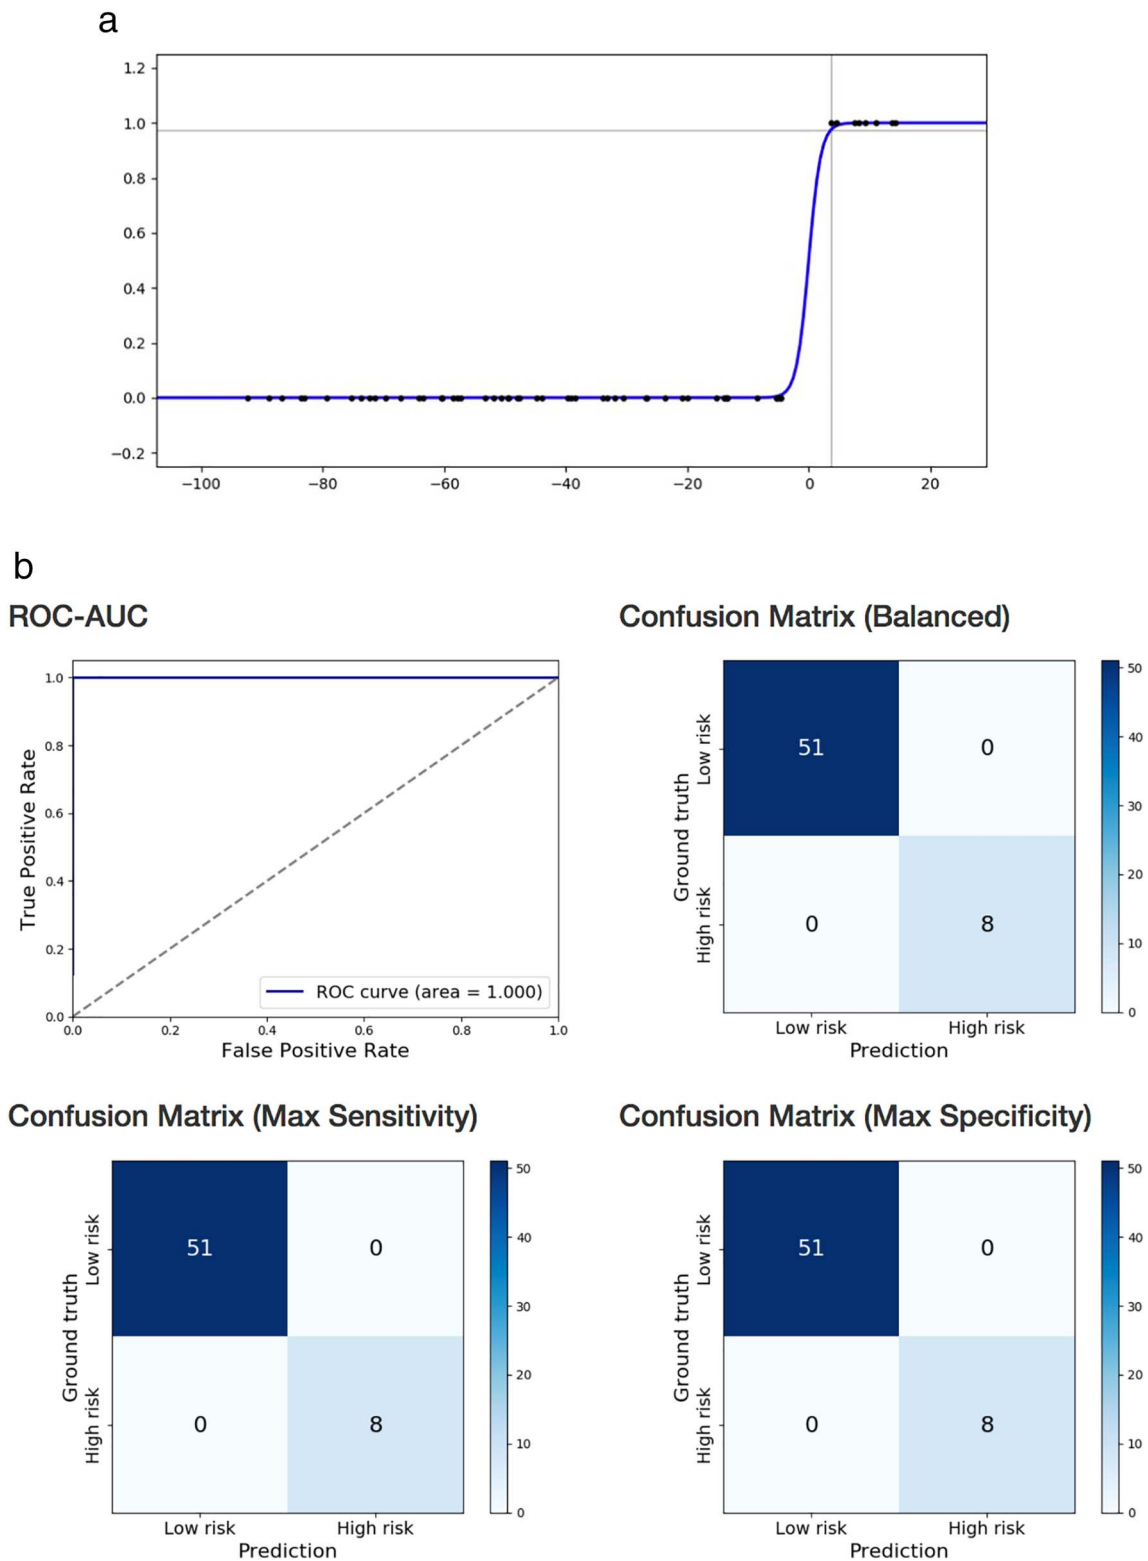 a
1.2
1.0
0.8
0.6
0.4
0.2
0.0
−0.2
−100 −80 −60 −40 −20 0 20
b
ROC-AUC
1.0
0.8
0.6
0.4
0.2
0.0
True Positive Rate
ROC curve (area = 1.000)
0.0 0.2 0.4 0.6 0.8 1.0
False Positive Rate
Confusion Matrix (Balanced)
Ground truth
Low risk
High risk
51 0
0 8
Low risk High risk
Prediction
50
40
30
20
10
0
Confusion Matrix (Max Sensitivity)
Ground truth
Low risk
High risk
51 0
0 8
Low risk High risk
Prediction
50
40
30
20
10
0
Confusion Matrix (Max Specificity)
Ground truth
Low risk
High risk
51 0
0 8
Low risk High risk
Prediction
50
40
30
20
10
0